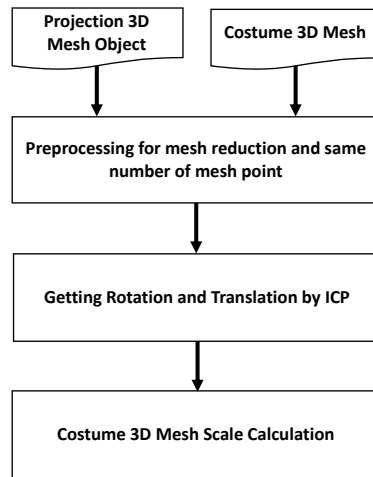 Projection 3D
Mesh Object
Costume 3D Mesh
Preprocessing for mesh reduction and same
number of mesh point
Getting Rotation and Translation by ICP
Costume 3D Mesh Scale Calculation